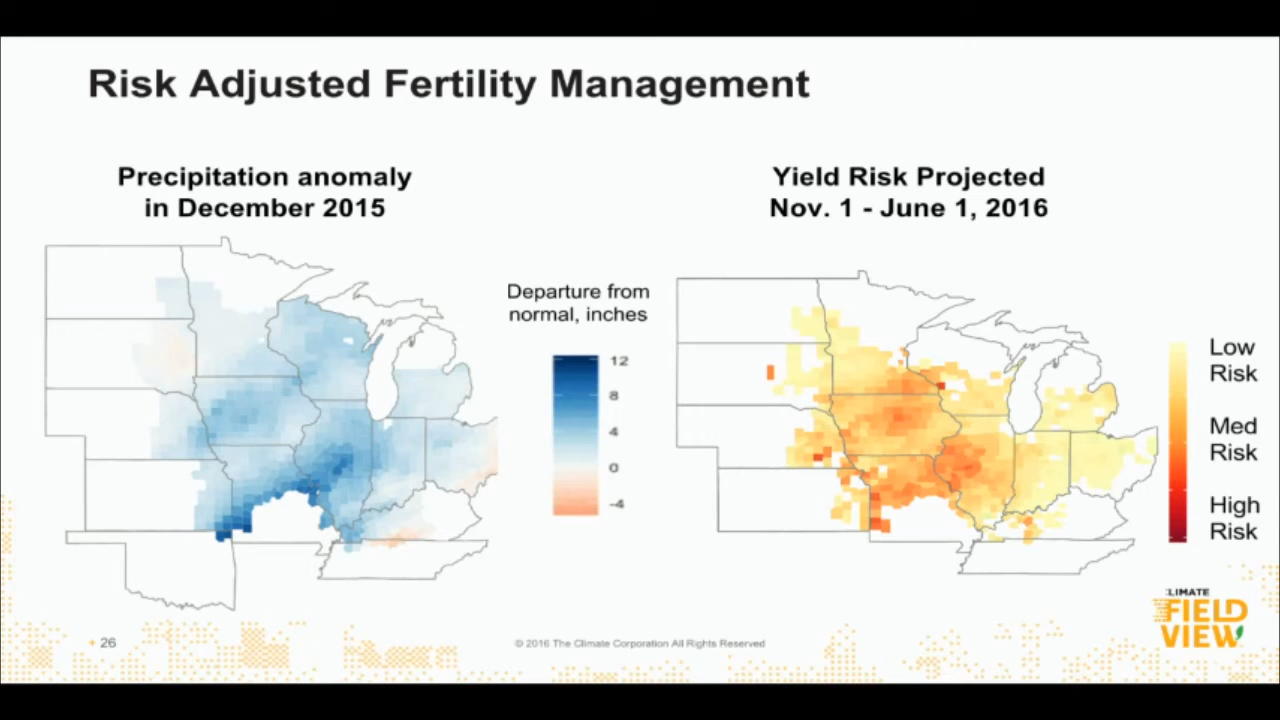 Risk Adjusted Fertility Management
Precipitation anomaly
in December 2015
Yield Risk Projected
Nov. 1 - June 1, 2016
Departure from
normal, inches
12
8
4
0
-4
Low
Risk
Med
Risk
High
Risk
26
© 2016 The Climate Corporation All Rights Reserved
CLIMATE
FIELD
VIEW